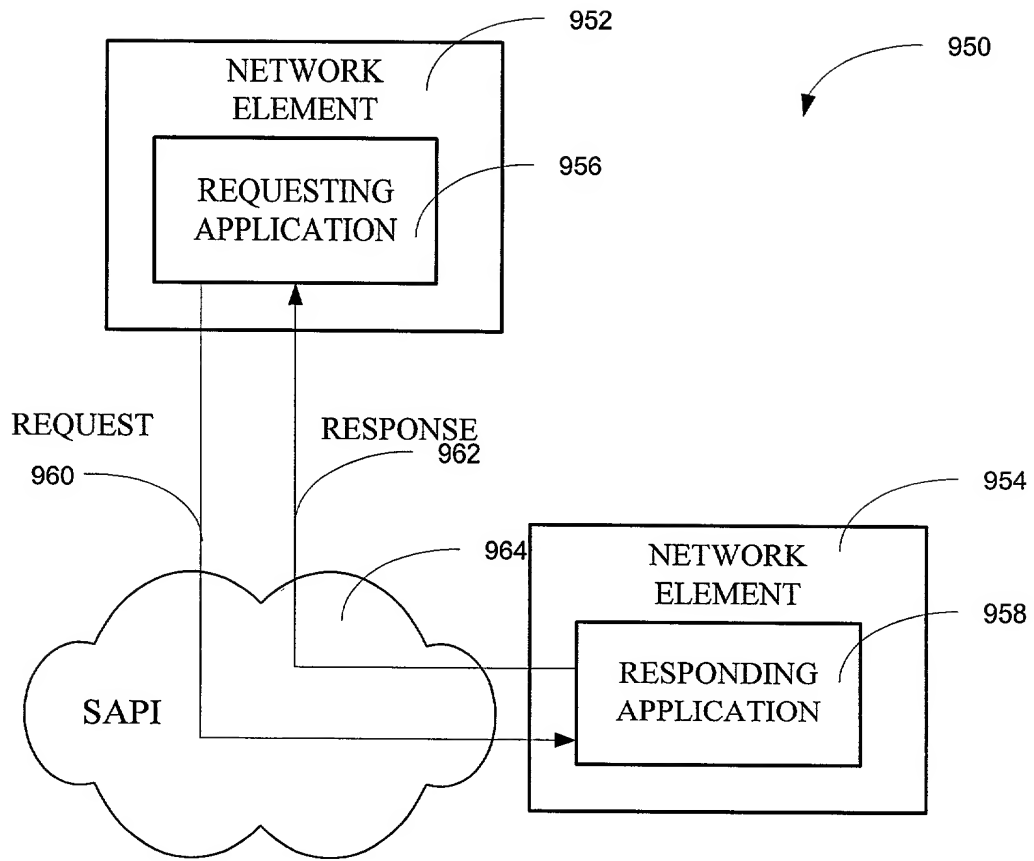 952
950
NETWORK
ELEMENT
956
REQUESTING
APPLICATION
REQUEST
RESPONSE
960
962
954
964
NETWORK
ELEMENT
958
RESPONDING
APPLICATION
SAPI